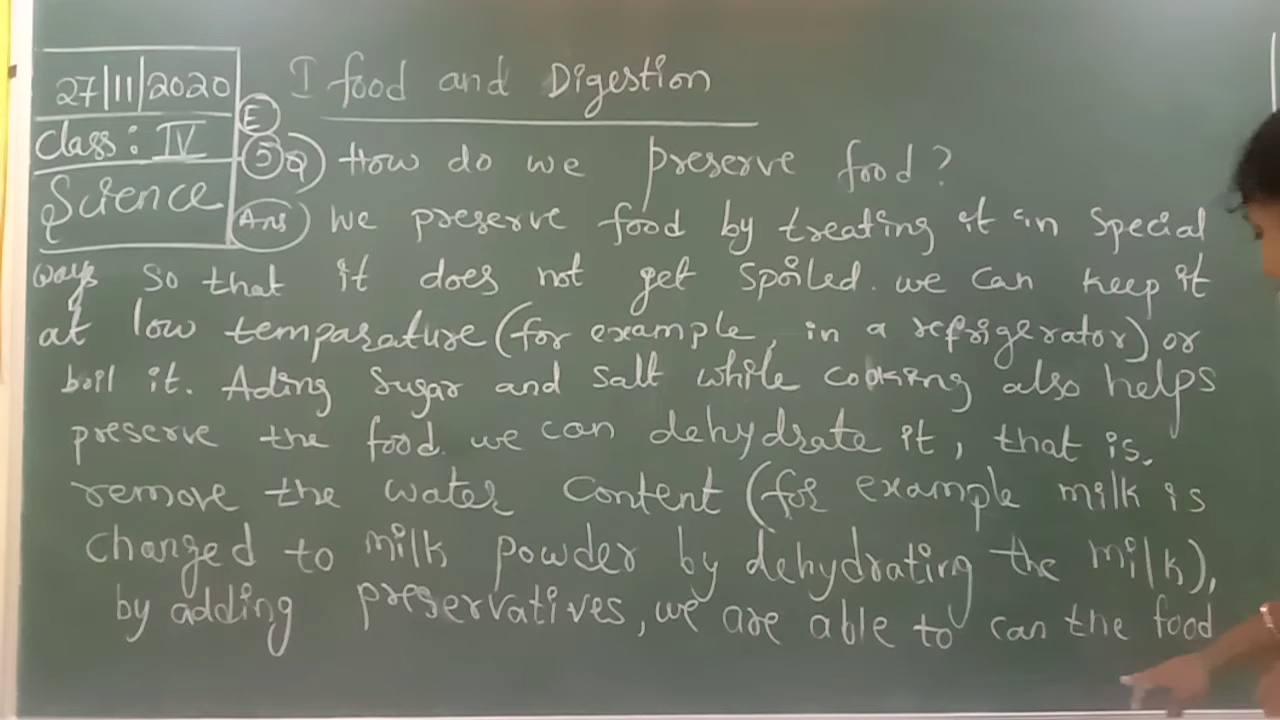 27/11/2020
Class: IV
Science
I food and Digestion
E
5 Q) How do we preserve food?
Ans) We preserve food by treating it in special
ways so that it does not get spoiled. we can keep it
at low temparature (for example, in a refrigerator) or
boil it. Ading sugar and salt while cooking also helps
preserve the food. we can dehydrate it, that is.
remove the water content (for example milk is
changed to milk powder by dehydrating the milk),
by adding preservatives, we are able to can the food